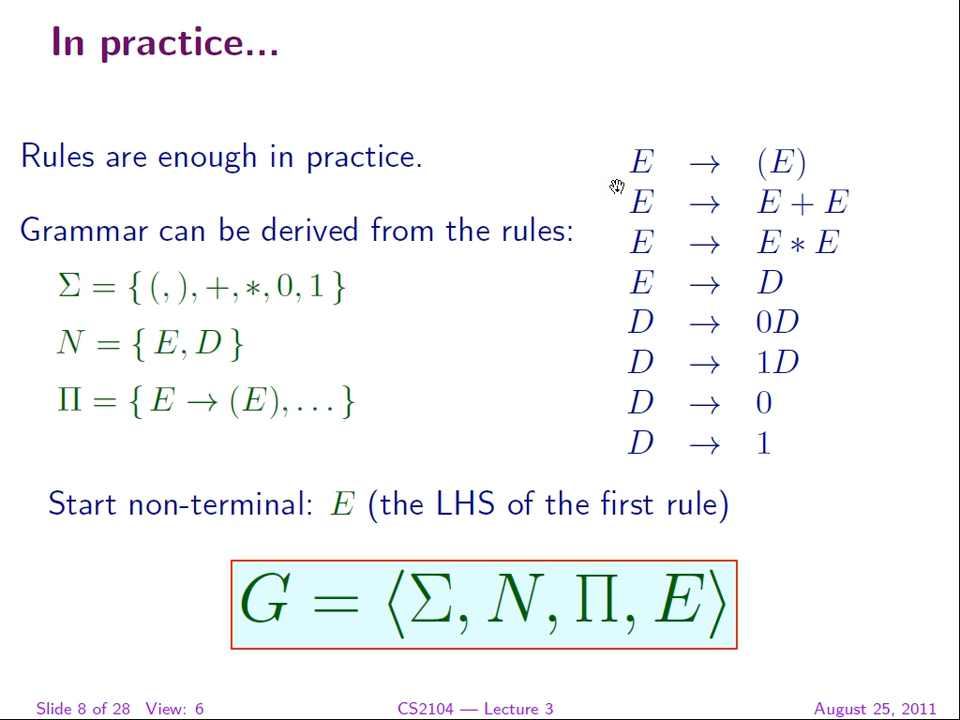 In practice...
Rules are enough in practice.
Grammar can be derived from the rules:
Σ = { (, ), +, ∗, 0, 1 }
N = { E, D }
Π = { E → (E), . . . }
E → (E)
E → E + E
E → E ∗ E
E → D
D → 0D
D → 1D
D → 0
D → 1
Start non-terminal: E (the LHS of the first rule)
G = ⟨Σ, N, Π, E⟩
Slide 8 of 28 View: 6
CS2104 — Lecture 3
August 25, 2011